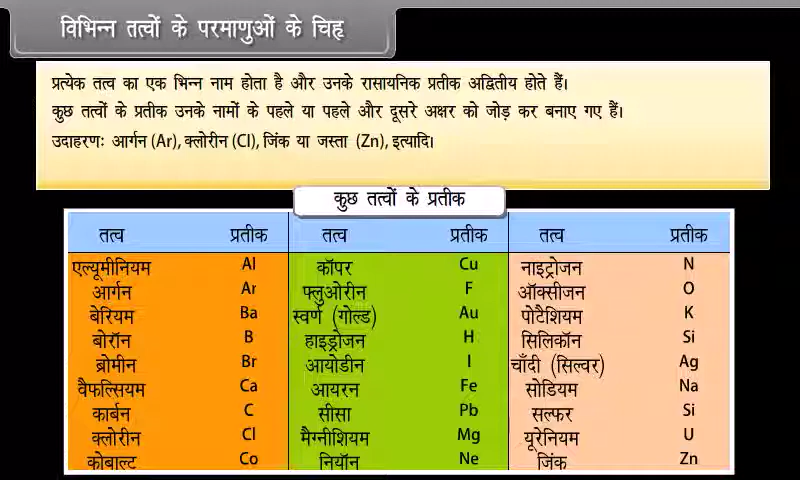 विभिन्न तत्वों के परमाणुओं के चिह्न
प्रत्येक तत्व का एक भिन्न नाम होता है और उनके रासायनिक प्रतीक अद्वितीय होते हैं।
कुछ तत्वों के प्रतीक उनके नामों के पहले या पहले और दूसरे अक्षर को जोड़ कर बनाए गए हैं।
उदाहरणः आर्गन (Ar), क्लोरीन (Cl), जिंक या जस्ता (Zn), इत्यादि।
कुछ तत्वों के प्रतीक
तत्व प्रतीक तत्व प्रतीक तत्व प्रतीक
एल्यूमीनियम Al कॉपर Cu नाइट्रोजन N
आर्गन Ar फ्लुओरीन F ऑक्सीजन O
बेरियम Ba स्वर्ण (गोल्ड) Au पोटैशियम K
बोरॉन B हाइड्रोजन H सिलिकॉन Si
ब्रोमीन Br आयोडीन I चाँदी (सिल्वर) Ag
वैफल्सियम Ca आयरन Fe सोडियम Na
कार्बन C सीसा Pb सल्फर Si
क्लोरीन Cl मैग्नीशियम Mg यूरेनियम U
कोबाल्ट Co नियॉन Ne जिंक Zn